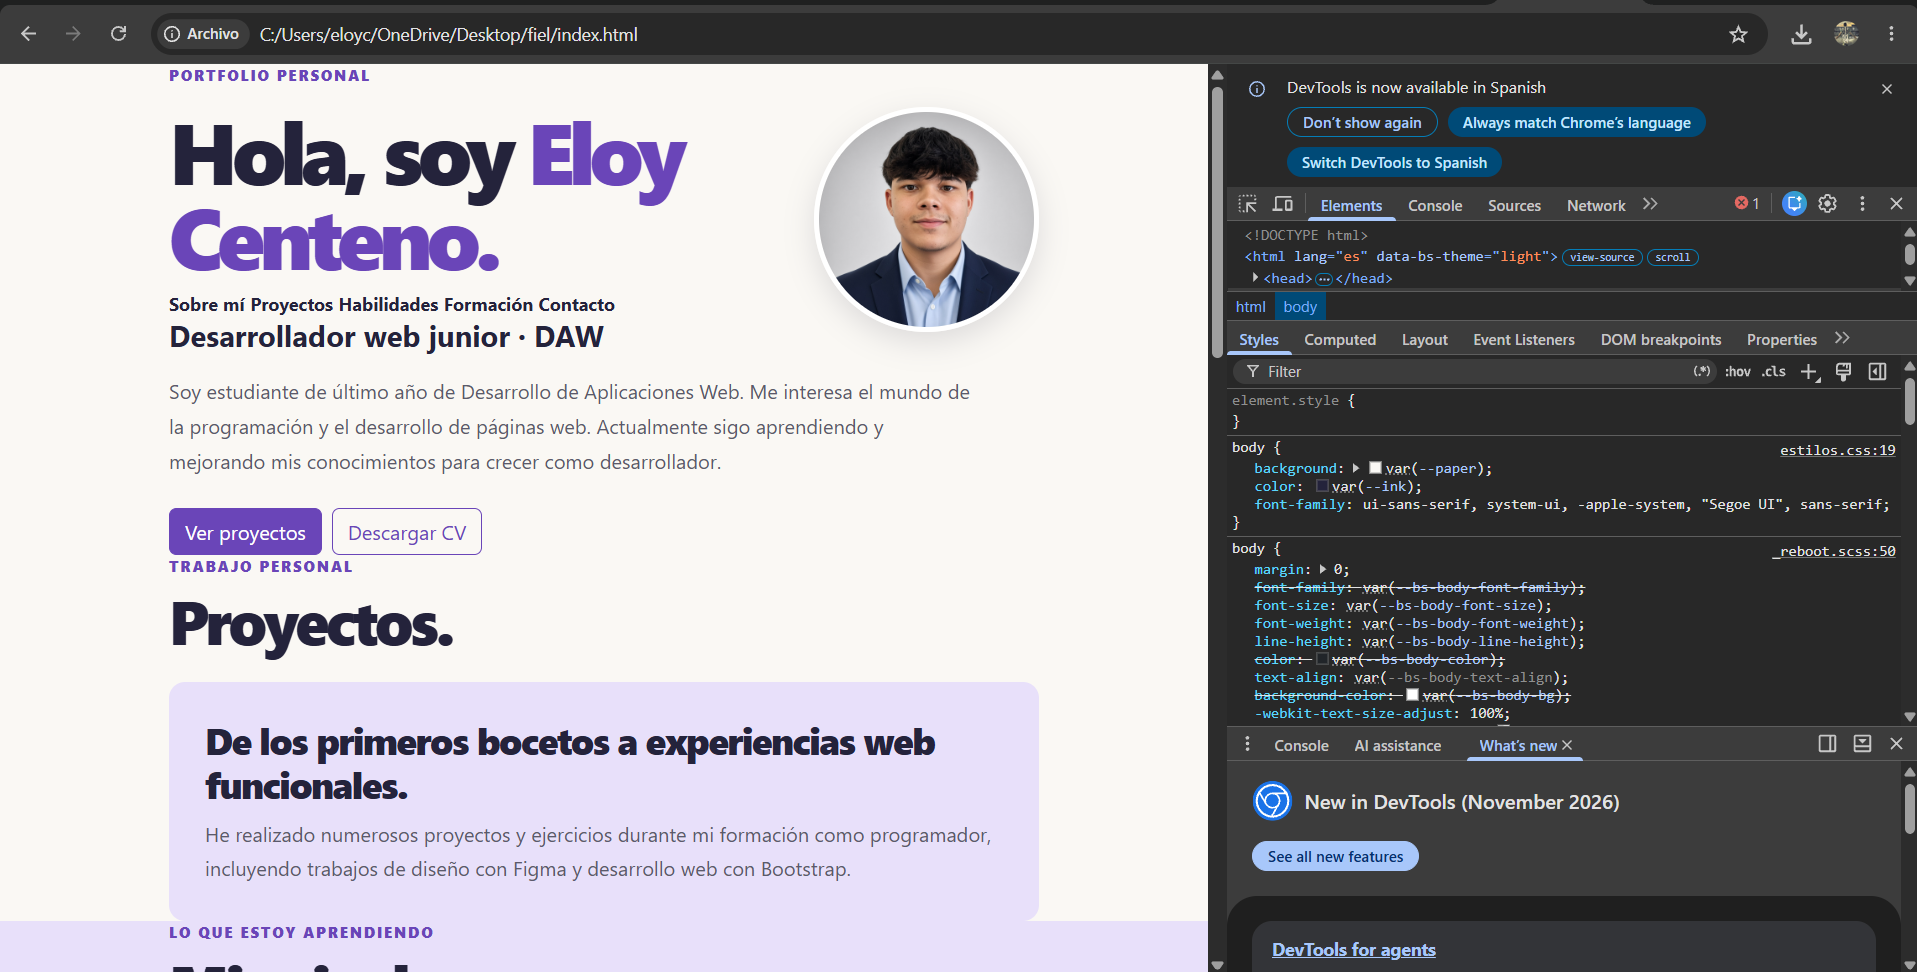 Archivo
C:/Users/eloyc/OneDrive/Desktop/fiel/index.html
PORTFOLIO PERSONAL
Hola, soy Eloy
Centeno.
Sobre mí Proyectos Habilidades Formación Contacto
Desarrollador web junior · DAW
Soy estudiante de último año de Desarrollo de Aplicaciones Web. Me interesa el mundo de
la programación y el desarrollo de páginas web. Actualmente sigo aprendiendo y
mejorando mis conocimientos para crecer como desarrollador.
Ver proyectos
Descargar CV
TRABAJO PERSONAL
Proyectos.
De los primeros bocetos a experiencias web
funcionales.
He realizado numerosos proyectos y ejercicios durante mi formación como programador,
incluyendo trabajos de diseño con Figma y desarrollo web con Bootstrap.
LO QUE ESTOY APRENDIENDO
DevTools is now available in Spanish
Don't show again
Always match Chrome's language
Switch DevTools to Spanish
Elements Console Sources Network 1
<!DOCTYPE html>
<html lang="es" data-bs-theme="light"> view-source scroll
<head> </head>
html body
Styles Computed Layout Event Listeners DOM breakpoints Properties
Filter (.*) :hov .cls
element.style {
}
body { estilos.css:19
background: var(--paper);
color: var(--ink);
font-family: ui-sans-serif, system-ui, -apple-system, "Segoe UI", sans-serif;
}
body { _reboot.scss:50
margin: 0;
font-family: var(--bs-body-font-family);
font-size: var(--bs-body-font-size);
font-weight: var(--bs-body-font-weight);
line-height: var(--bs-body-line-height);
color: var(--bs-body-color);
text-align: var(--bs-body-text-align);
background-color: var(--bs-body-bg);
-webkit-text-size-adjust: 100%;
Console AI assistance What's new
New in DevTools (November 2026)
See all new features
DevTools for agents